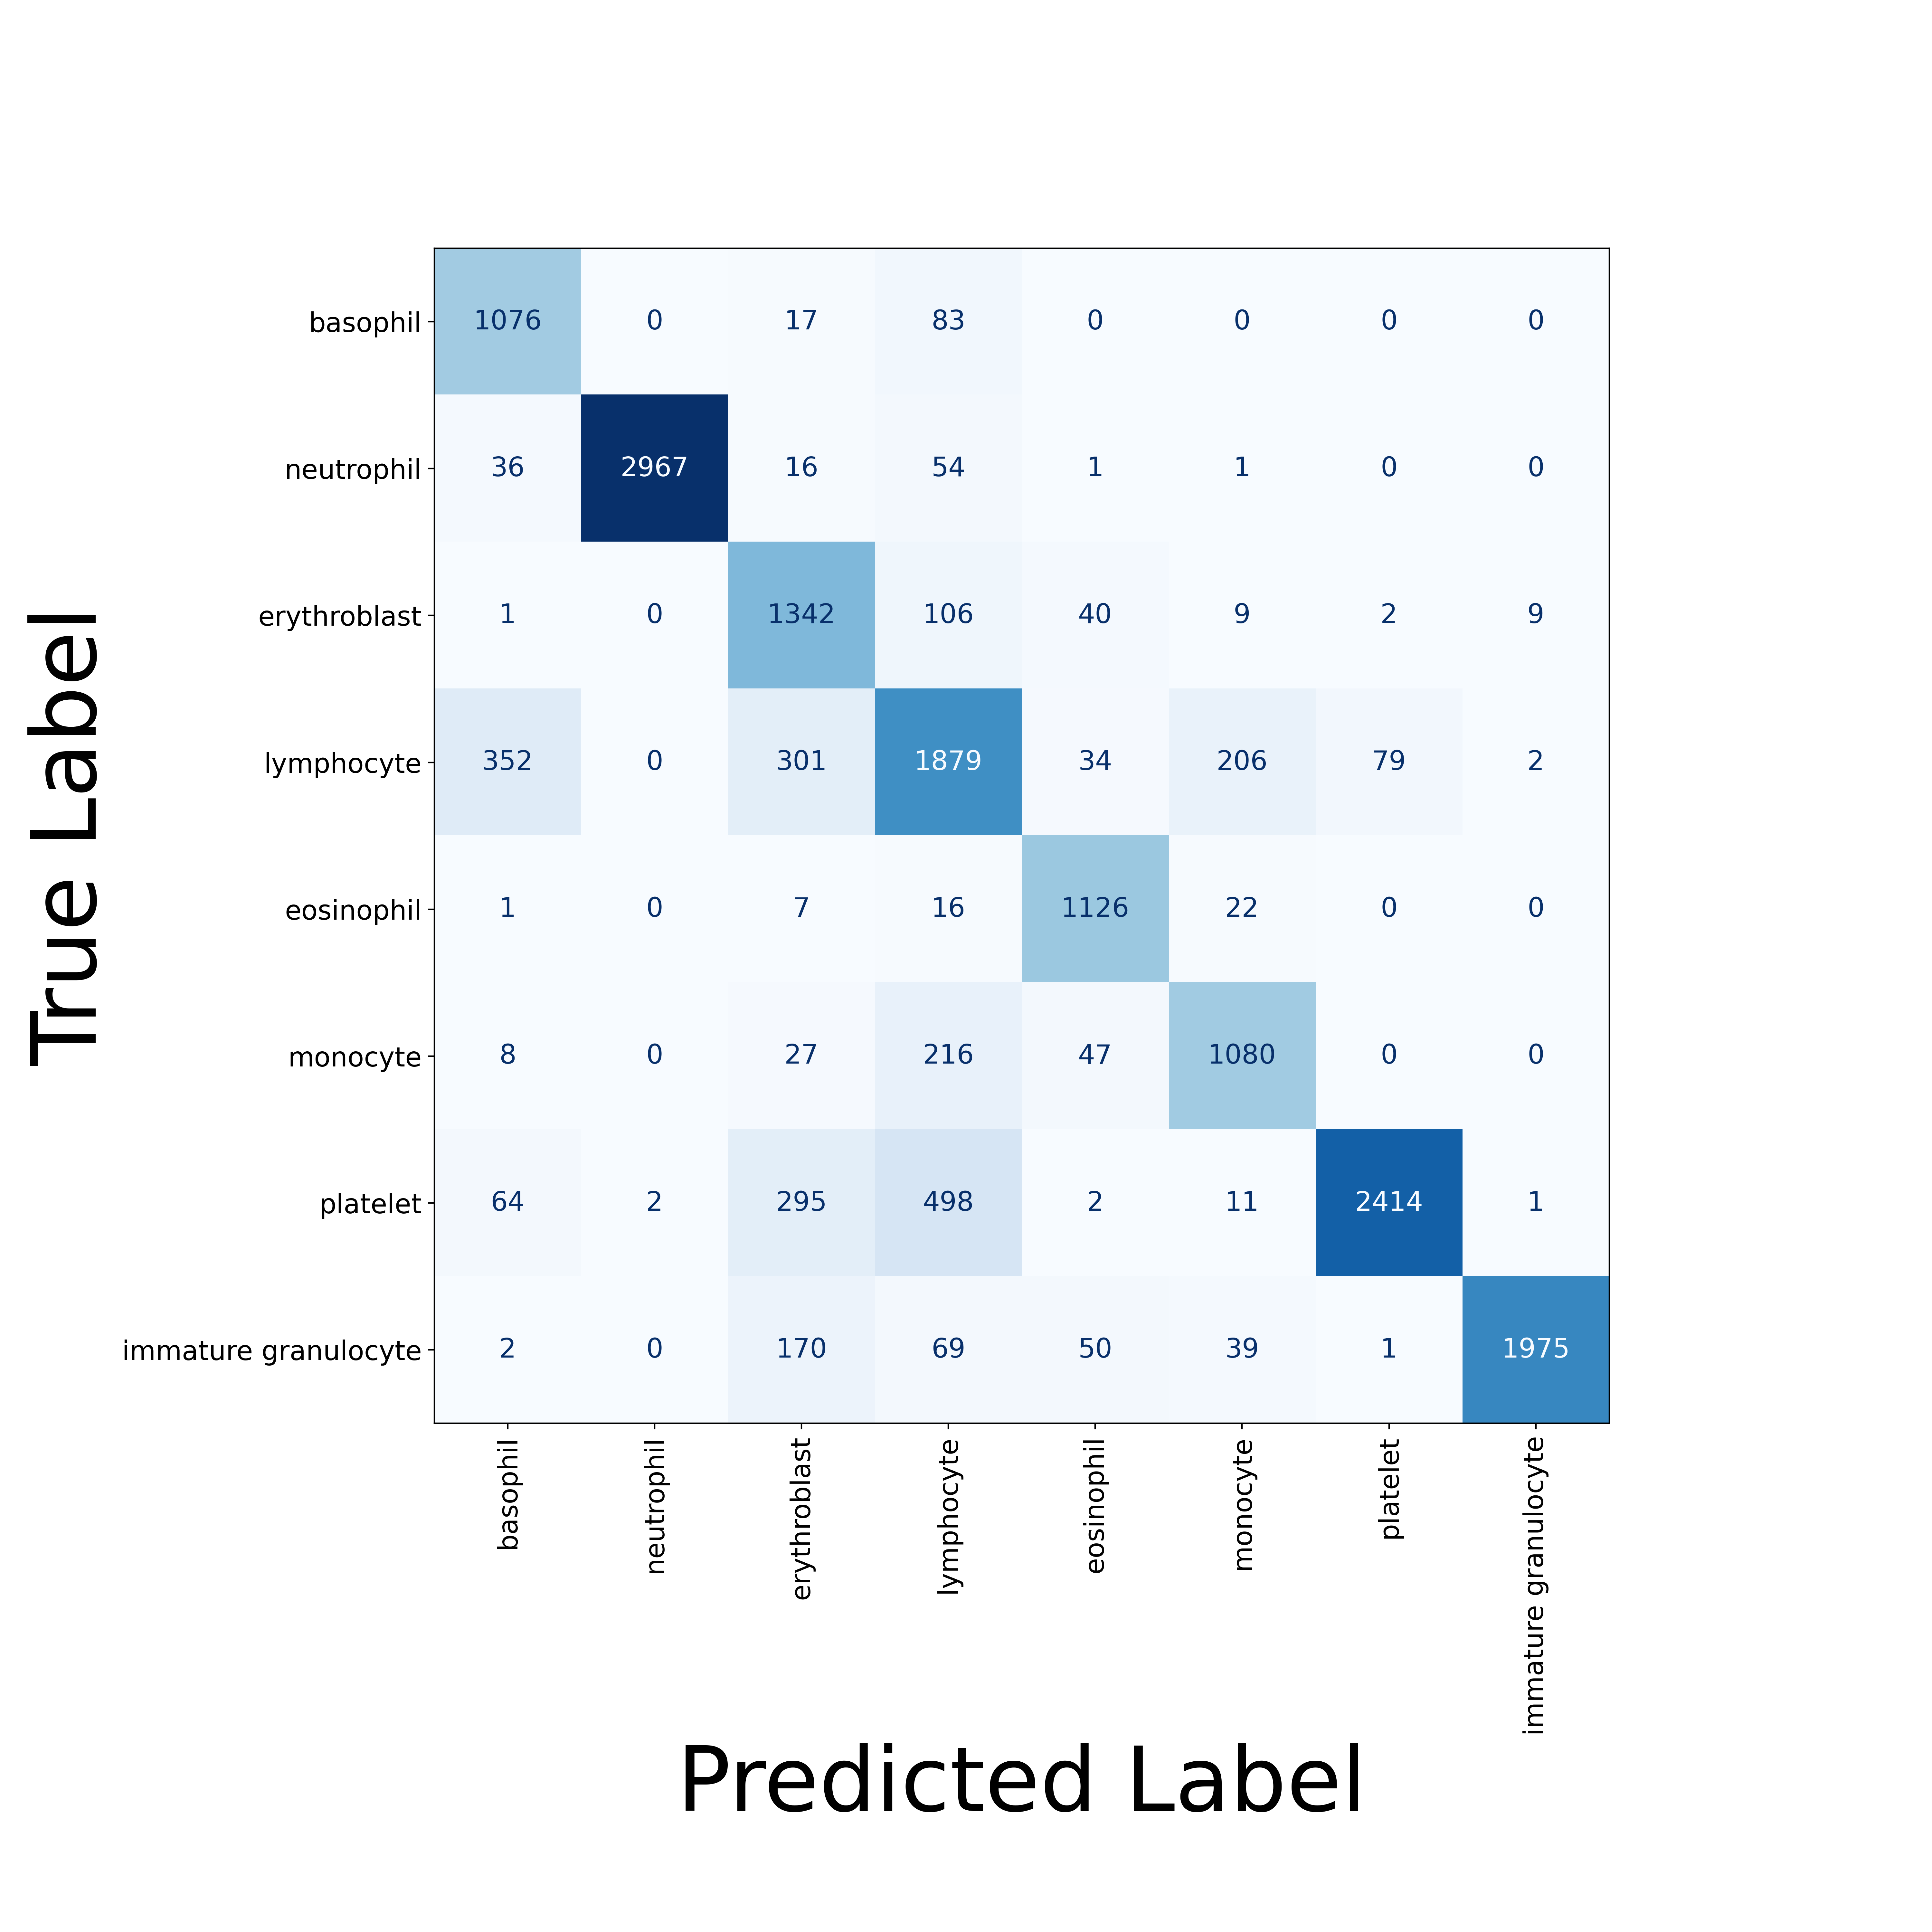 True Label
basophil 1076 0 17 83 0 0 0 0
neutrophil 36 2967 16 54 1 1 0 0
erythroblast 1 0 1342 106 40 9 2 9
lymphocyte 352 0 301 1879 34 206 79 2
eosinophil 1 0 7 16 1126 22 0 0
monocyte 8 0 27 216 47 1080 0 0
platelet 64 2 295 498 2 11 2414 1
immature granulocyte 2 0 170 69 50 39 1 1975
basophil
neutrophil
erythroblast
lymphocyte
eosinophil
monocyte
platelet
immature granulocyte
Predicted Label